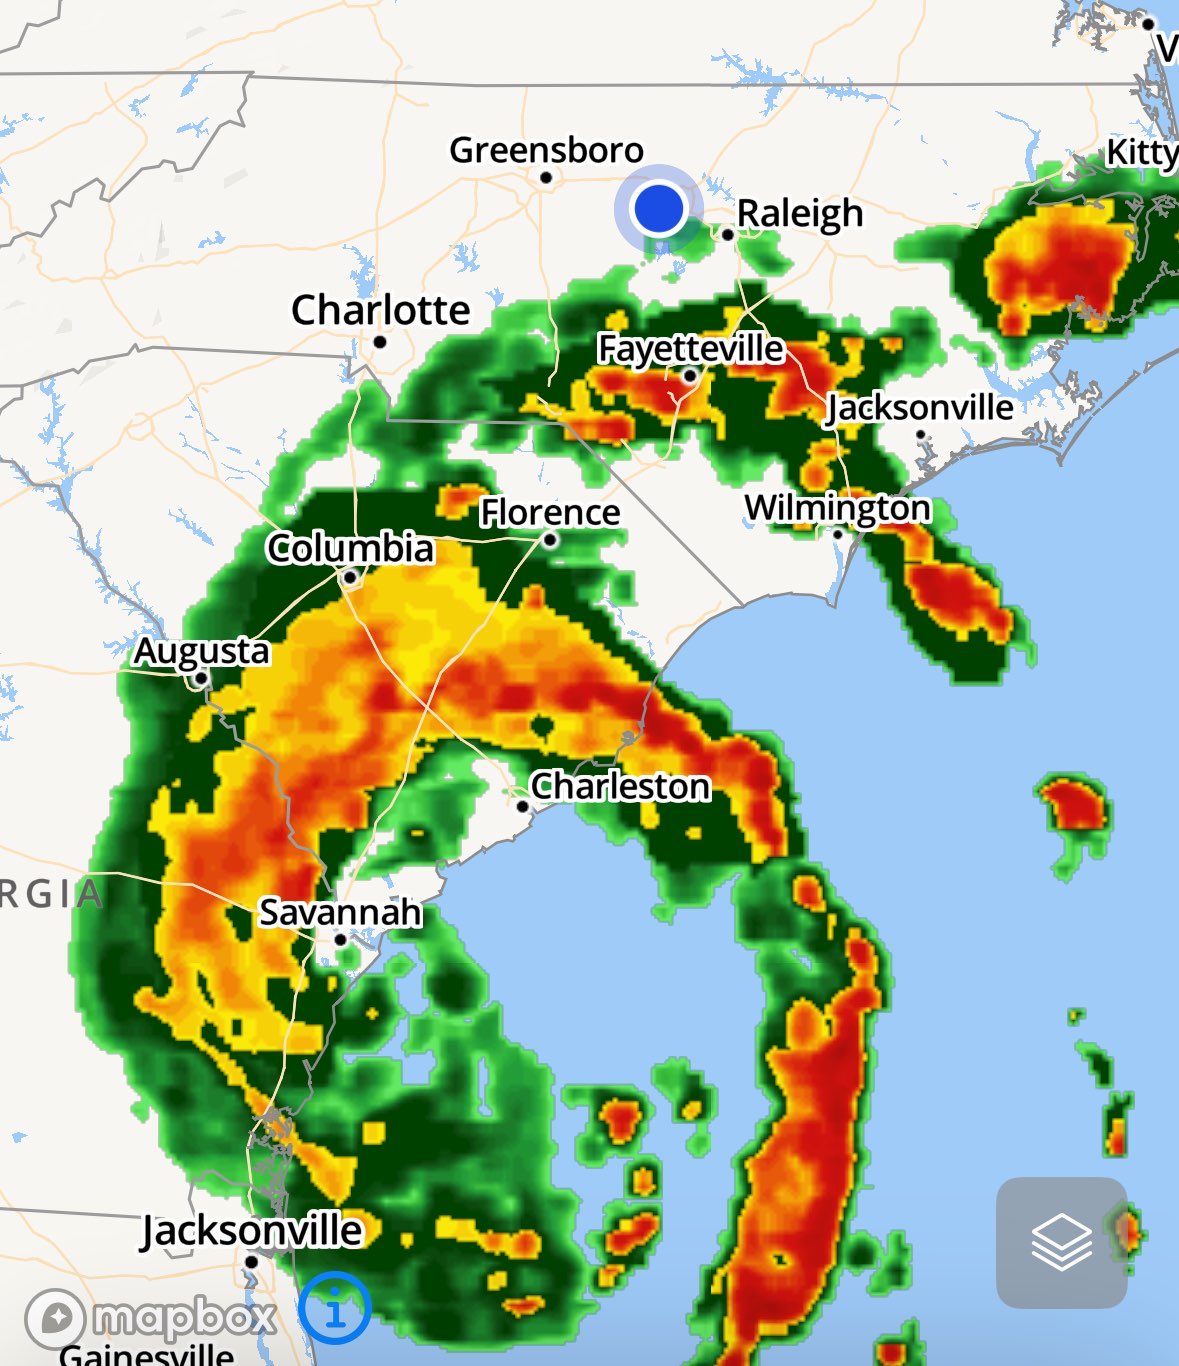 V
Kitty
Greensboro
Raleigh
Charlotte
Fayetteville
Jacksonville
Wilmington
Florence
Columbia
Augusta
Charleston
RGIA
Savannah
Jacksonville
i
mapbox
Gainesville